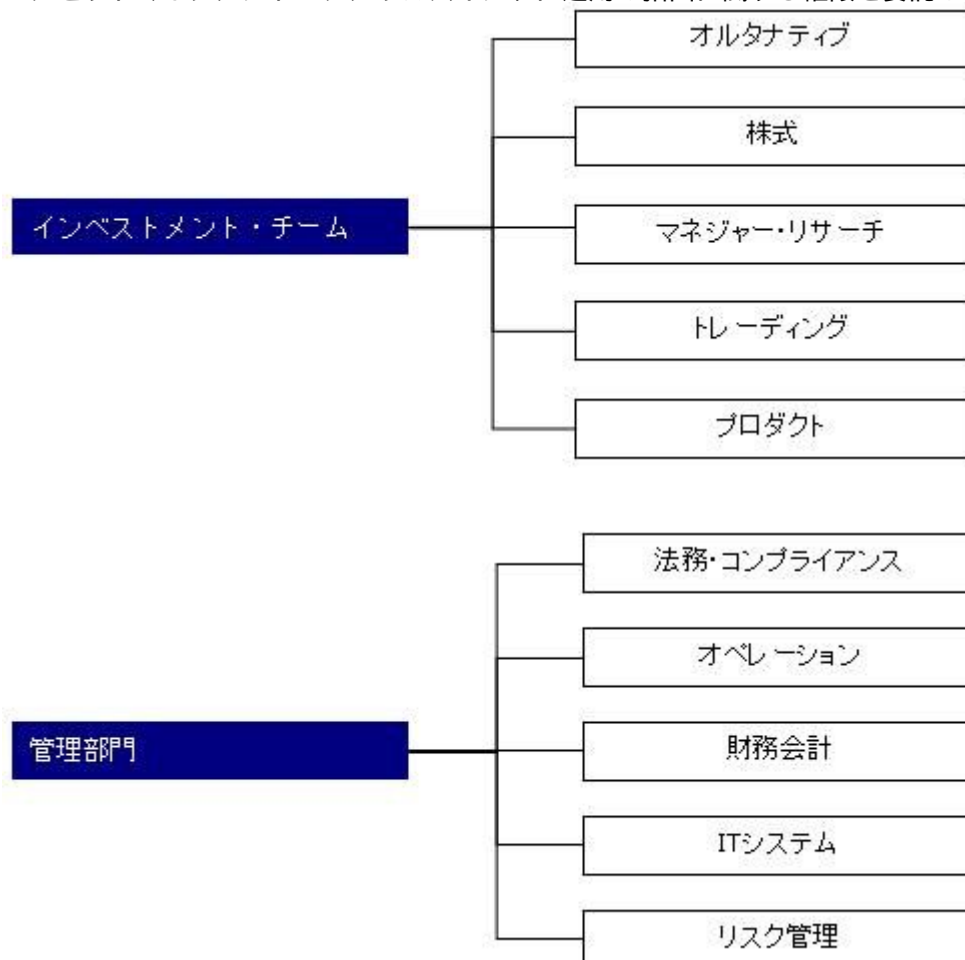 オルタナティブ
株式
インベストメント・チーム
マネジャー・リサーチ
トレーディング
プロダクト
法務・コンプライアンス
オペレーション
管理部門
財務会計
ITシステム
リスク管理